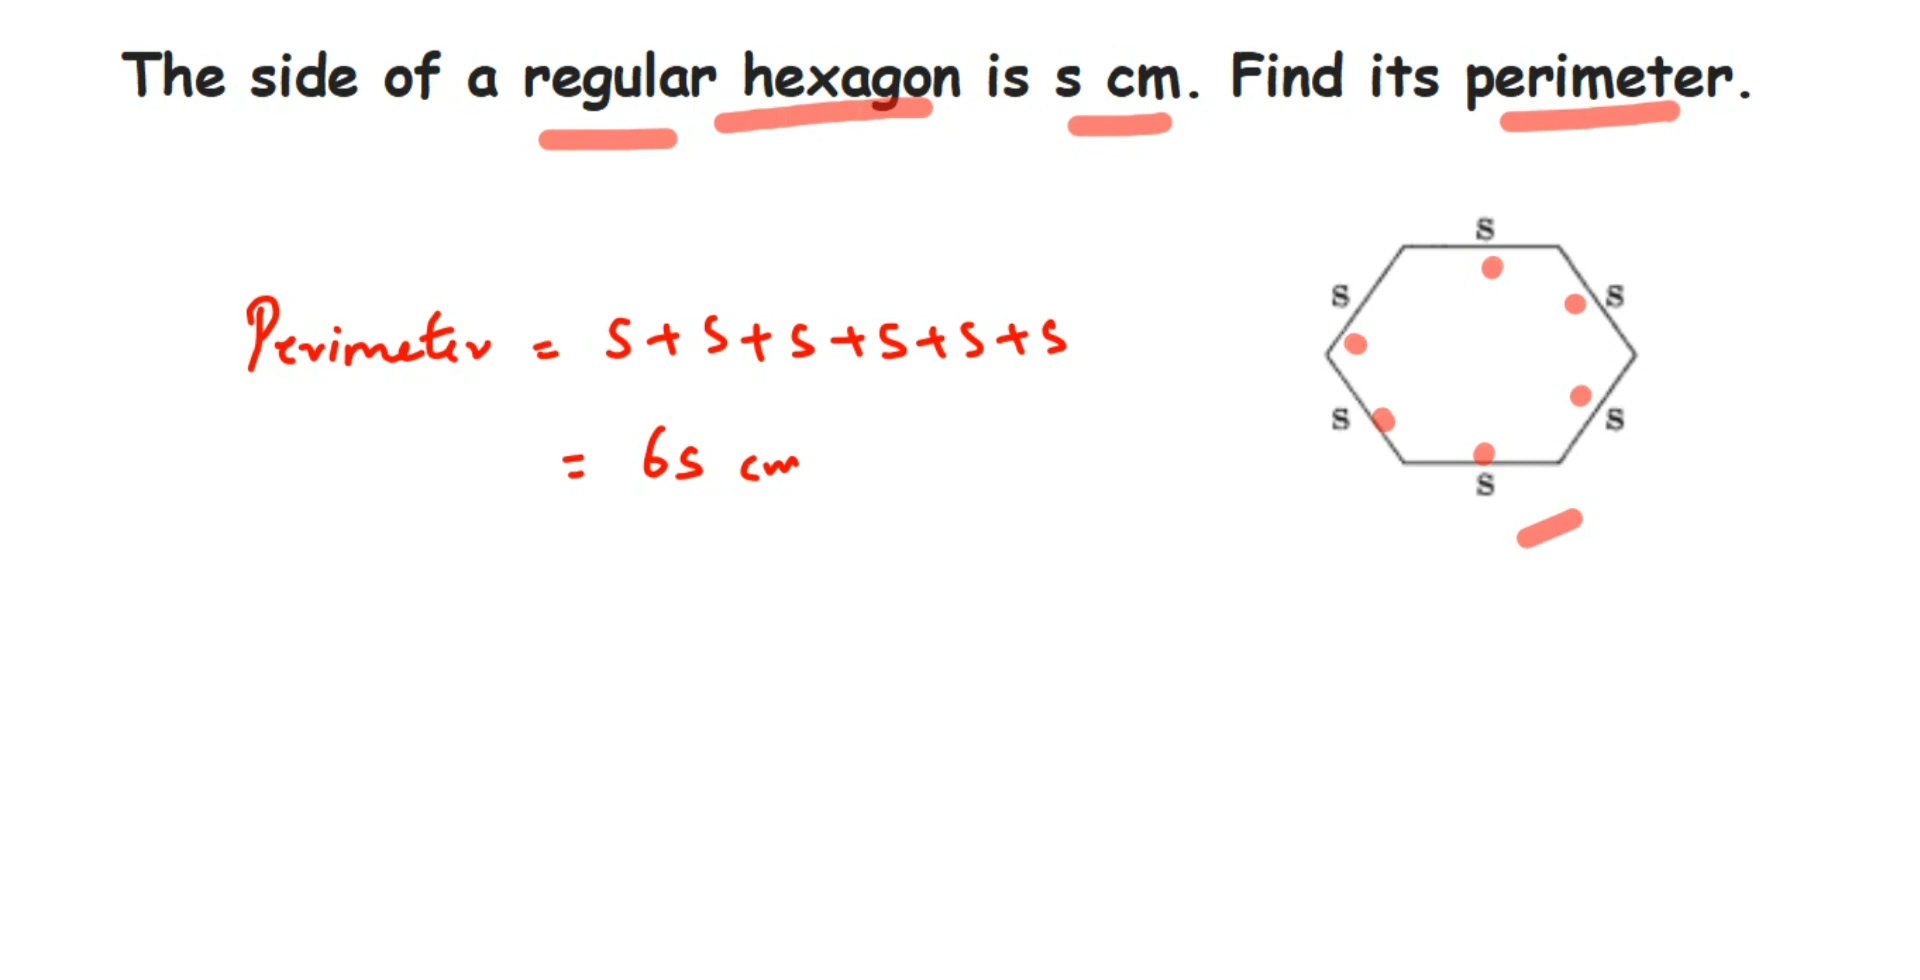 The side of a regular hexagon is s cm. Find its perimeter.
Perimeter = s+s+s+s+s+s
= 6s cm
s
s s
s s
s